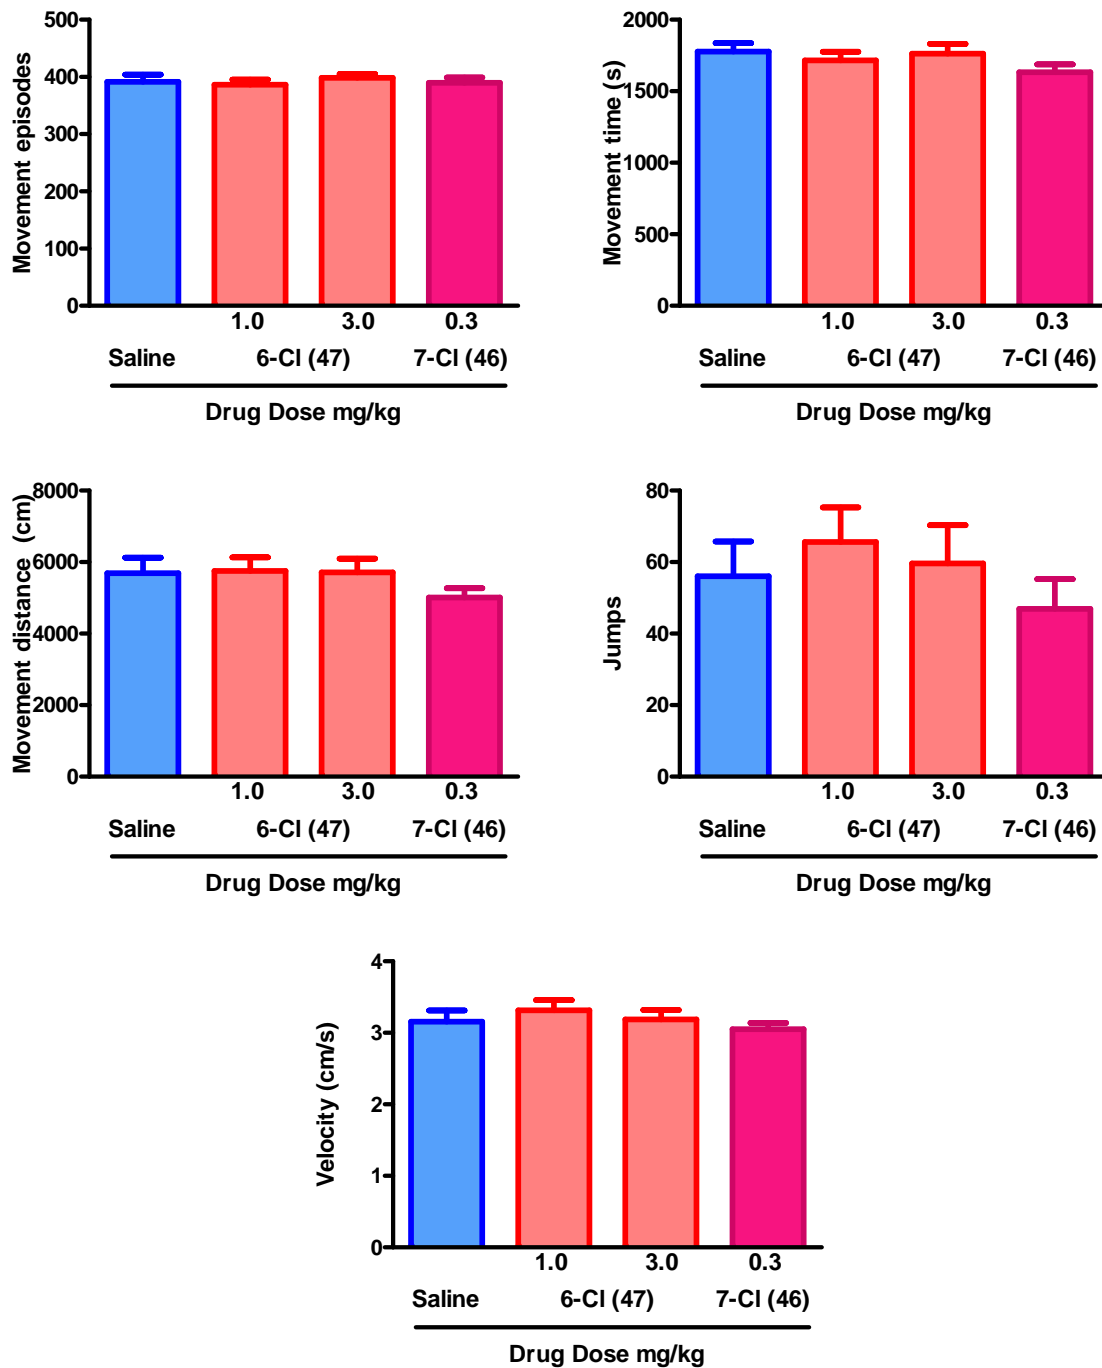 Movement episodes
500
400
300
200
100
0
1.0 3.0 0.3
Saline 6-Cl (47) 7-Cl (46)
Drug Dose mg/kg
Movement time (s)
2000
1500
1000
500
0
1.0 3.0 0.3
Saline 6-Cl (47) 7-Cl (46)
Drug Dose mg/kg
Movement distance (cm)
8000
6000
4000
2000
0
1.0 3.0 0.3
Saline 6-Cl (47) 7-Cl (46)
Drug Dose mg/kg
Jumps
80
60
40
20
0
1.0 3.0 0.3
Saline 6-Cl (47) 7-Cl (46)
Drug Dose mg/kg
Velocity (cm/s)
4
3
2
1
0
1.0 3.0 0.3
Saline 6-Cl (47) 7-Cl (46)
Drug Dose mg/kg